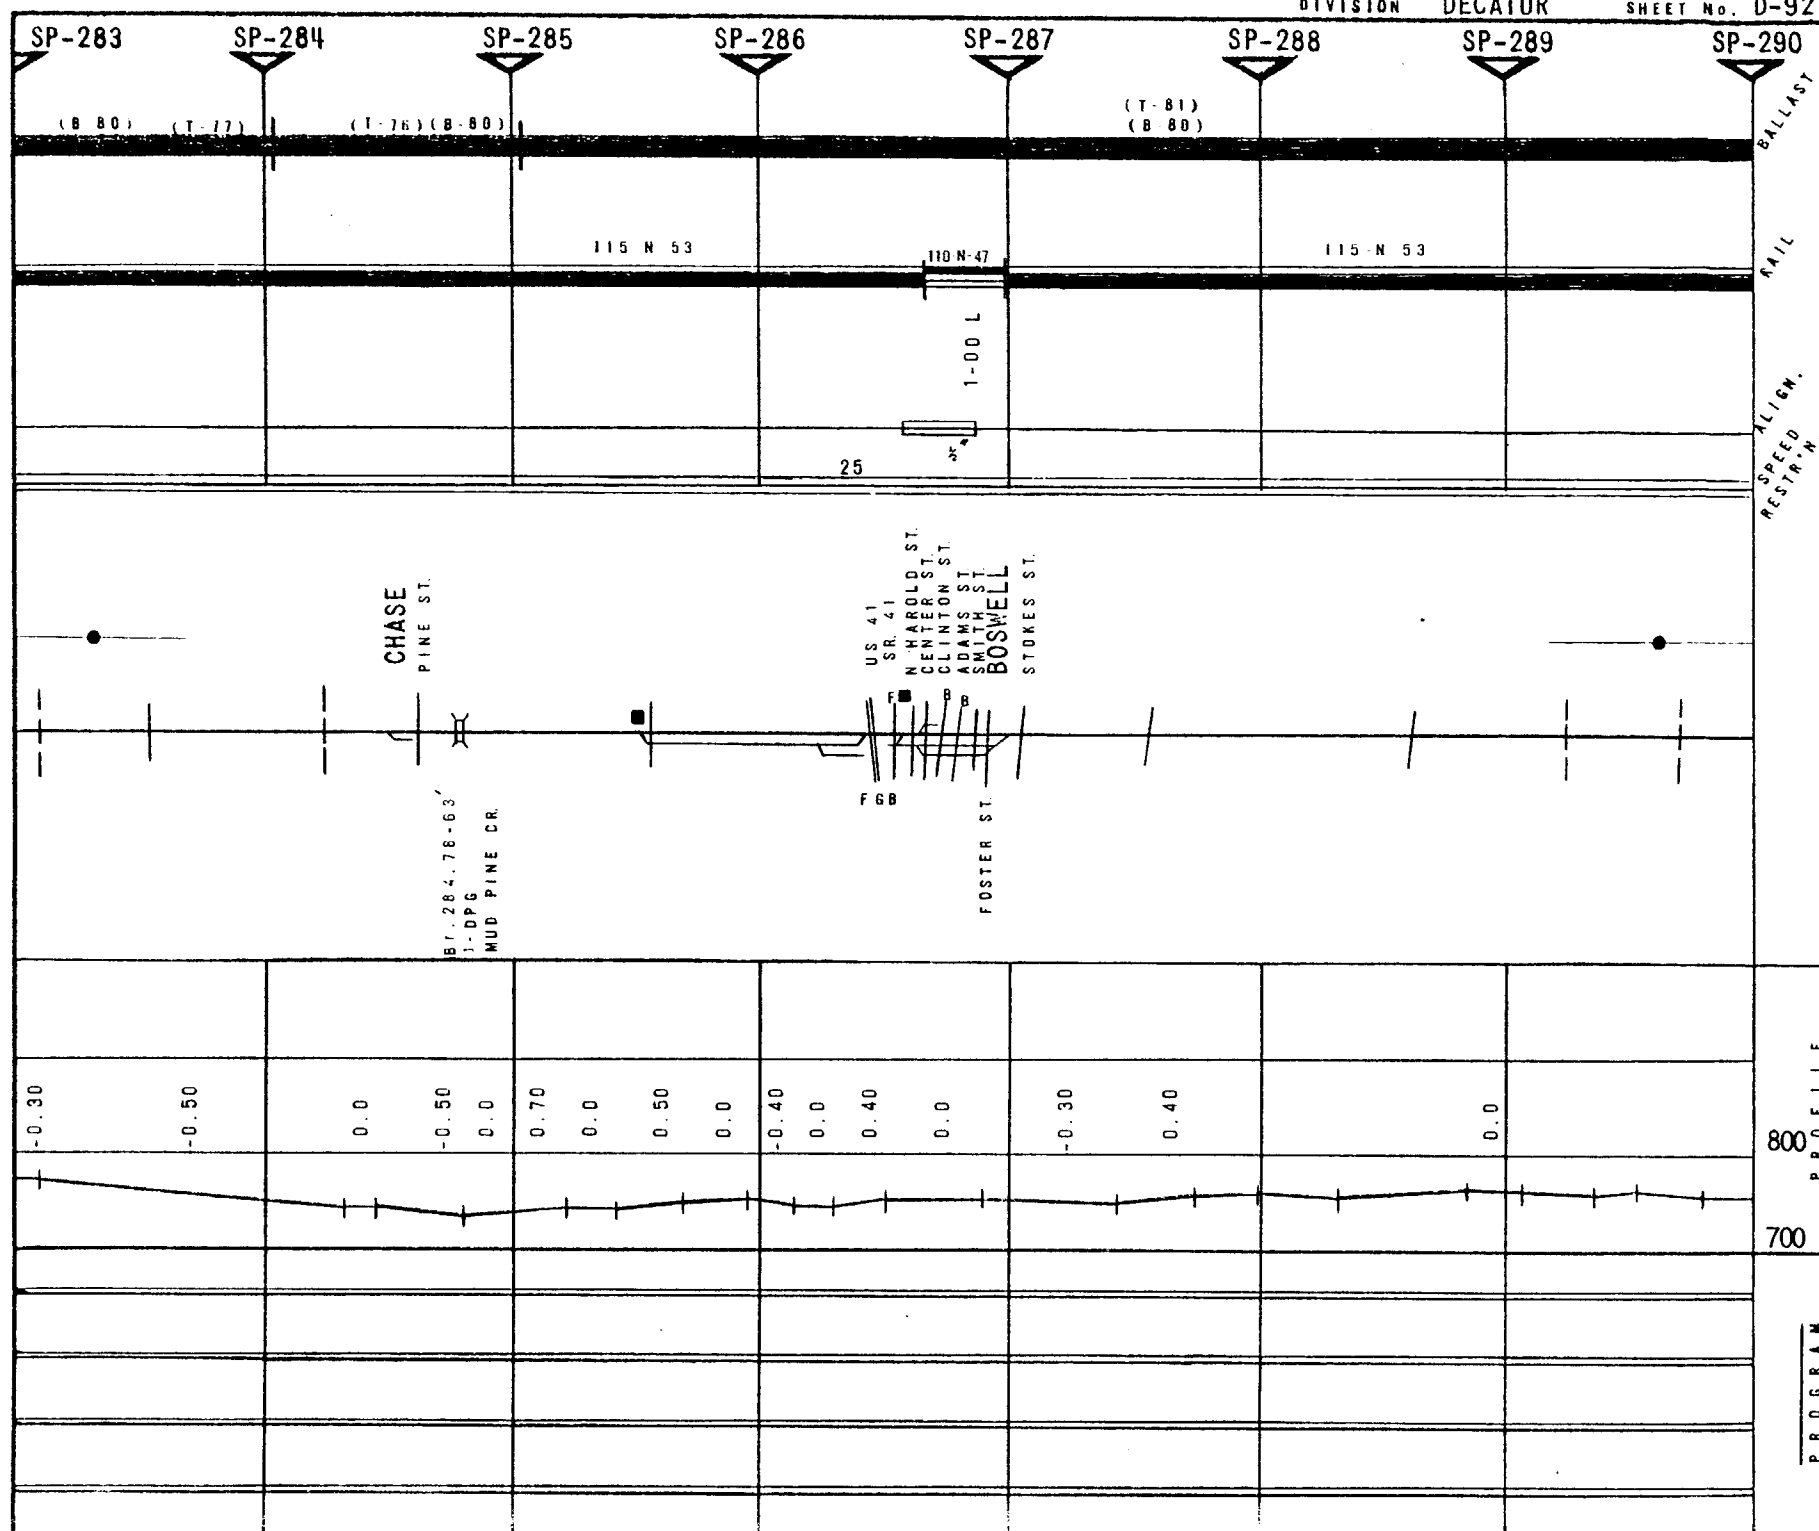 DIVISION DECATUR SHEET No. D-92
SP-283 SP-284 SP-285 SP-286 SP-287 SP-288 SP-289 SP-290
(B 80) (T-77) (T-76) (B-80) (T-81)
(B 80)
BALLAST
115 N 53 110-N-47 115-N 53
RAIL
1-00 L
ALIGN.
25
SPEED
RESTR'N
CHASE
PINE ST.
US 41
SR. 41
N HAROLD ST.
CENTER ST.
CLINTON ST.
ADAMS ST.
SMITH ST.
BOSWELL
STOKES ST.
F B B
F G B
Br. 284.78-63'
1-DPG
MUD PINE CR.
FOSTER ST.
-0.30 -0.50 0.0 -0.50 0.0 0.70 0.0 0.50 0.0 -0.40 0.0 0.40 0.0 -0.30 0.40 0.0
PROFILE
800
700
PROGRAM